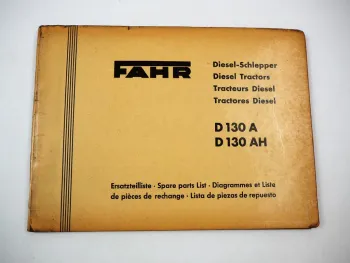 FAHR
Diesel-Schlepper
Diesel Tractors
Tracteurs Diesel
Tractores Diesel
D 130 A
D 130 AH
Ersatzteilliste · Spare parts List · Diagrammes et Liste
de pièces de rechange · Lista de piezas de repuesto